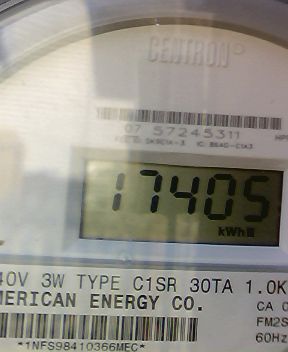 CENTRON
07 57245311
17405
kWh
40V 3W TYPE C1SR 30TA 1.0K
MERICAN ENERGY CO.
CA 0
FM2S
60Hz
*1NFS98410366MEC*